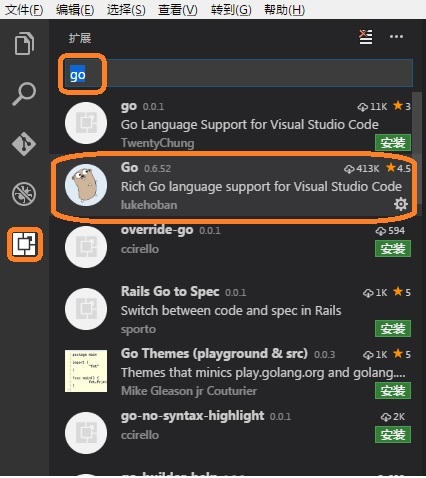 文件(F) 编辑(E) 选择(S) 查看(V) 转到(G) 帮助(H)
扩展
go
go 0.0.1 11K 3
Go Language Support for Visual Studio Code
TwentyChung 安装
Go 0.6.52 413K 4.5
Rich Go language support for Visual Studio Code
lukehoban
override-go 0.0.1 594
ccirello 安装
Rails Go to Spec 0.0.1 1K 5
Switch between code and spec in Rails
sporto 安装
Go Themes (playground & src) 0.0.3 1K 5
Themes that minics play.golang.org and golang....
Mike Gleason jr Couturier 安装
go-no-syntax-highlight 0.0.1 2K
ccirello 安装